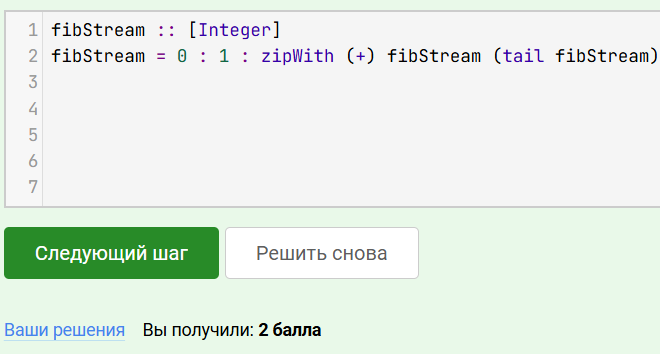 1 fibStream :: [Integer]
2 fibStream = 0 : 1 : zipWith (+) fibStream (tail fibStream)
3
4
5
6
7
Следующий шаг Решить снова
Ваши решения Вы получили: 2 балла